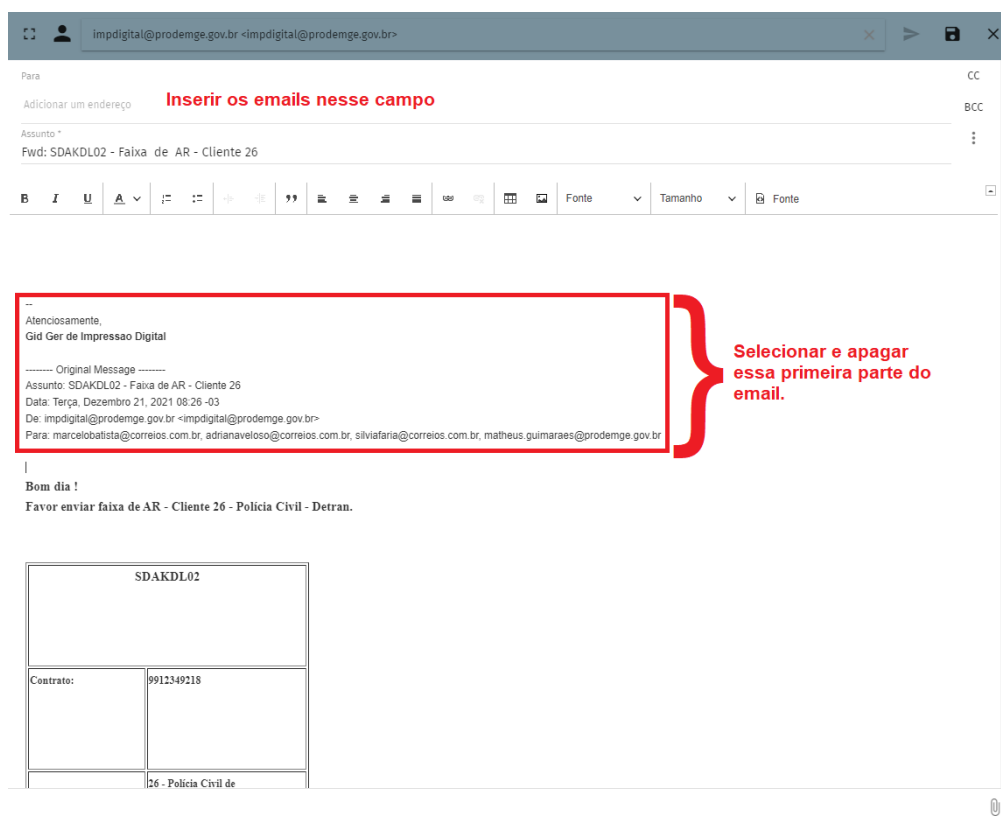 impdigital@prodemge.gov.br <impdigital@prodemge.gov.br>
Para
CC
Adicionar um endereço
Inserir os emails nesse campo
BCC
Assunto *
Fwd: SDAKDL02 - Faixa de AR - Cliente 26
B I U A Fonte Tamanho Fonte
--
Atenciosamente,
Gid Ger de Impressao Digital
-------- Original Message --------
Assunto: SDAKDL02 - Faixa de AR - Cliente 26
Data: Terça, Dezembro 21, 2021 08:26 -03
De: impdigital@prodemge.gov.br <impdigital@prodemge.gov.br>
Para: marcelobatista@correios.com.br, adrianaveloso@correios.com.br, silviafaria@correios.com.br, matheus.guimaraes@prodemge.gov.br
Selecionar e apagar
essa primeira parte do
email.
Bom dia !
Favor enviar faixa de AR - Cliente 26 - Polícia Civil - Detran.
SDAKDL02
Contrato: 9912349218
26 - Polícia Civil de